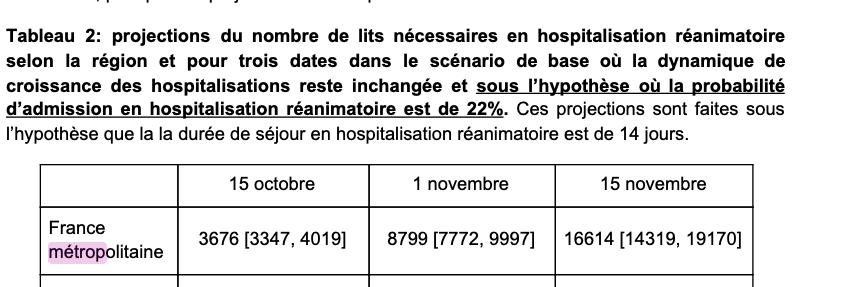 Tableau 2: projections du nombre de lits nécessaires en hospitalisation réanimatoire
selon la région et pour trois dates dans le scénario de base où la dynamique de
croissance des hospitalisations reste inchangée et sous l'hypothèse où la probabilité
d'admission en hospitalisation réanimatoire est de 22%. Ces projections sont faites sous
l'hypothèse que la la durée de séjour en hospitalisation réanimatoire est de 14 jours.
15 octobre 1 novembre 15 novembre
France
métropolitaine 3676 [3347, 4019] 8799 [7772, 9997] 16614 [14319, 19170]